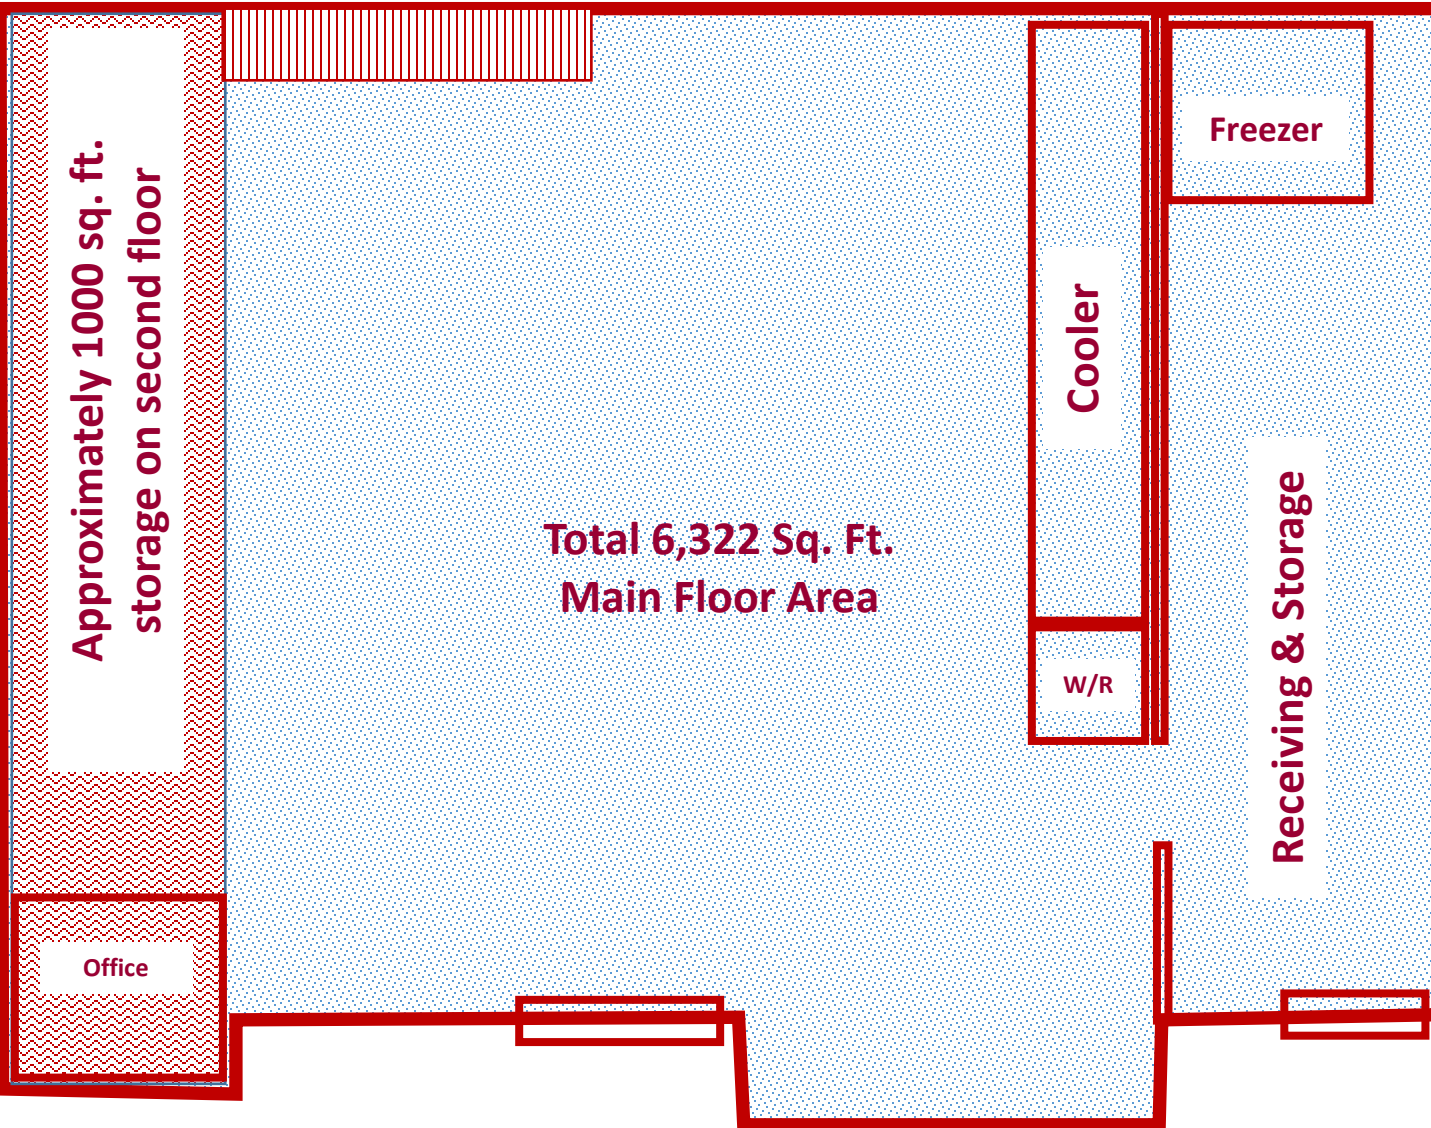 Approximately 1000 sq. ft.
storage on second floor
Freezer
Cooler
Total 6,322 Sq. Ft.
Main Floor Area
W/R
Receiving & Storage
Office